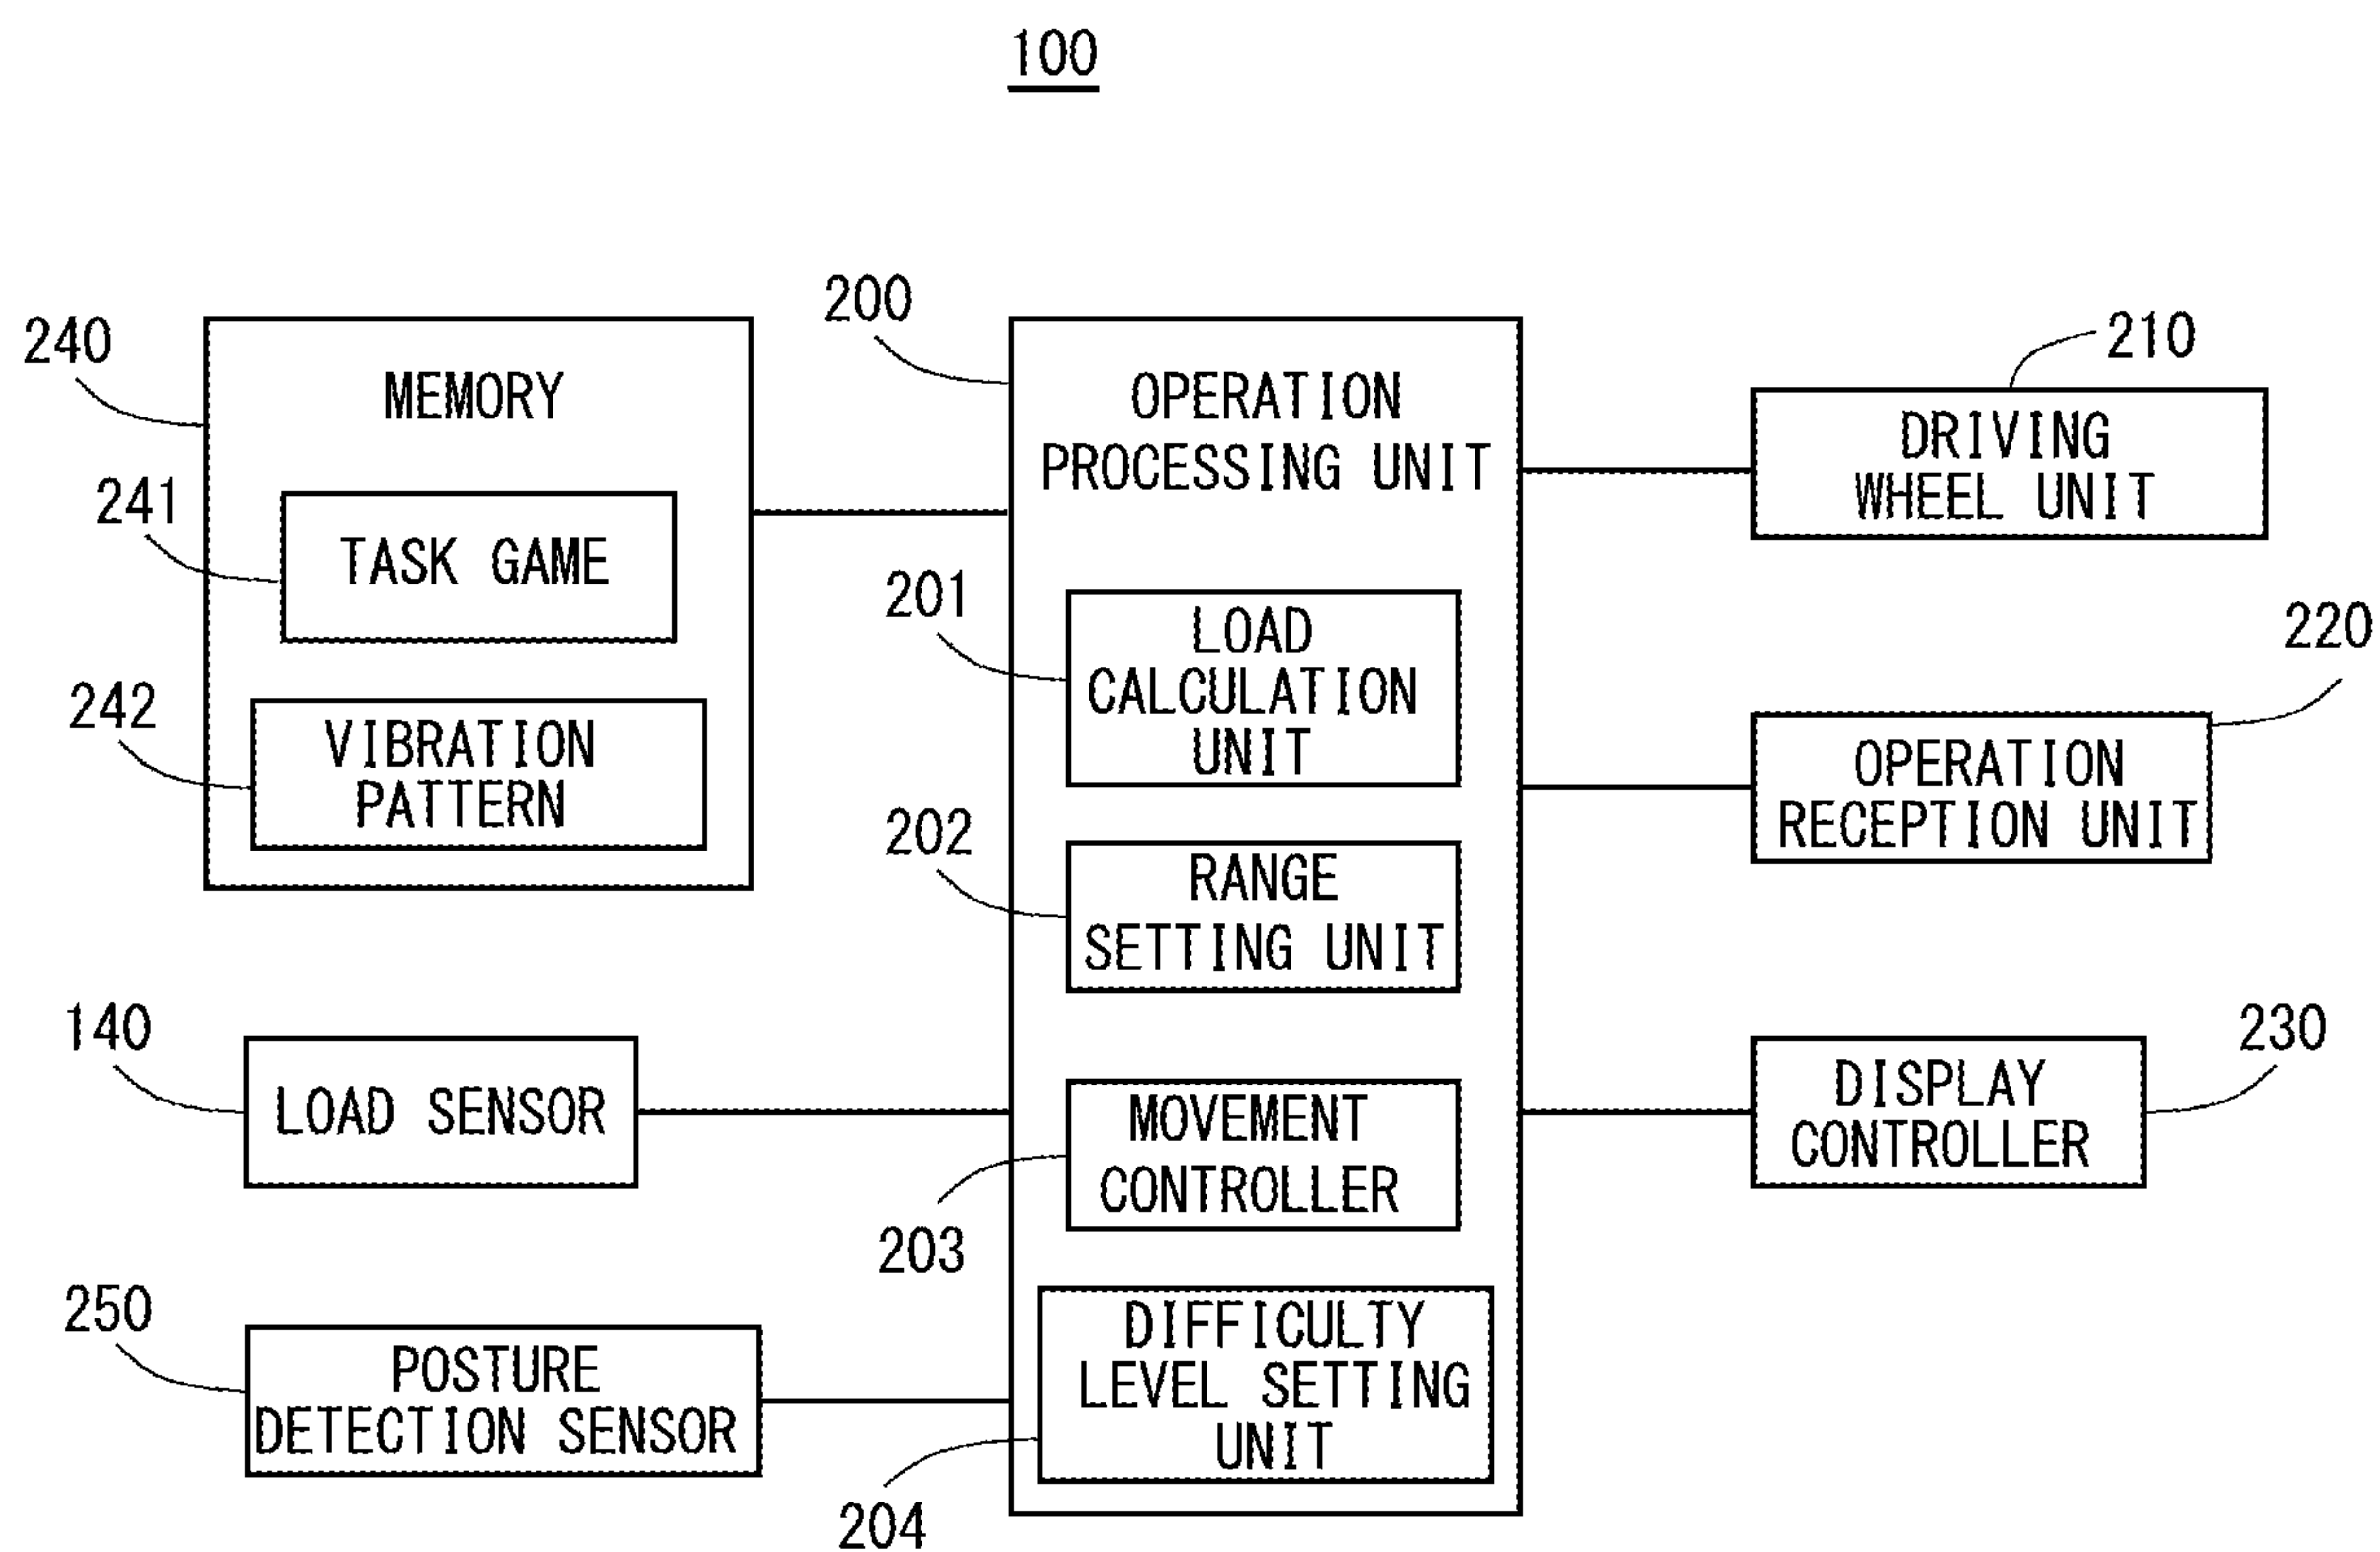 100
240
MEMORY
241
TASK GAME
242
VIBRATION
PATTERN
140
LOAD SENSOR
250
POSTURE
DETECTION SENSOR
200
OPERATION
PROCESSING UNIT
201
LOAD
CALCULATION
UNIT
202
RANGE
SETTING UNIT
203
MOVEMENT
CONTROLLER
204
DIFFICULTY
LEVEL SETTING
UNIT
210
DRIVING
WHEEL UNIT
220
OPERATION
RECEPTION UNIT
230
DISPLAY
CONTROLLER